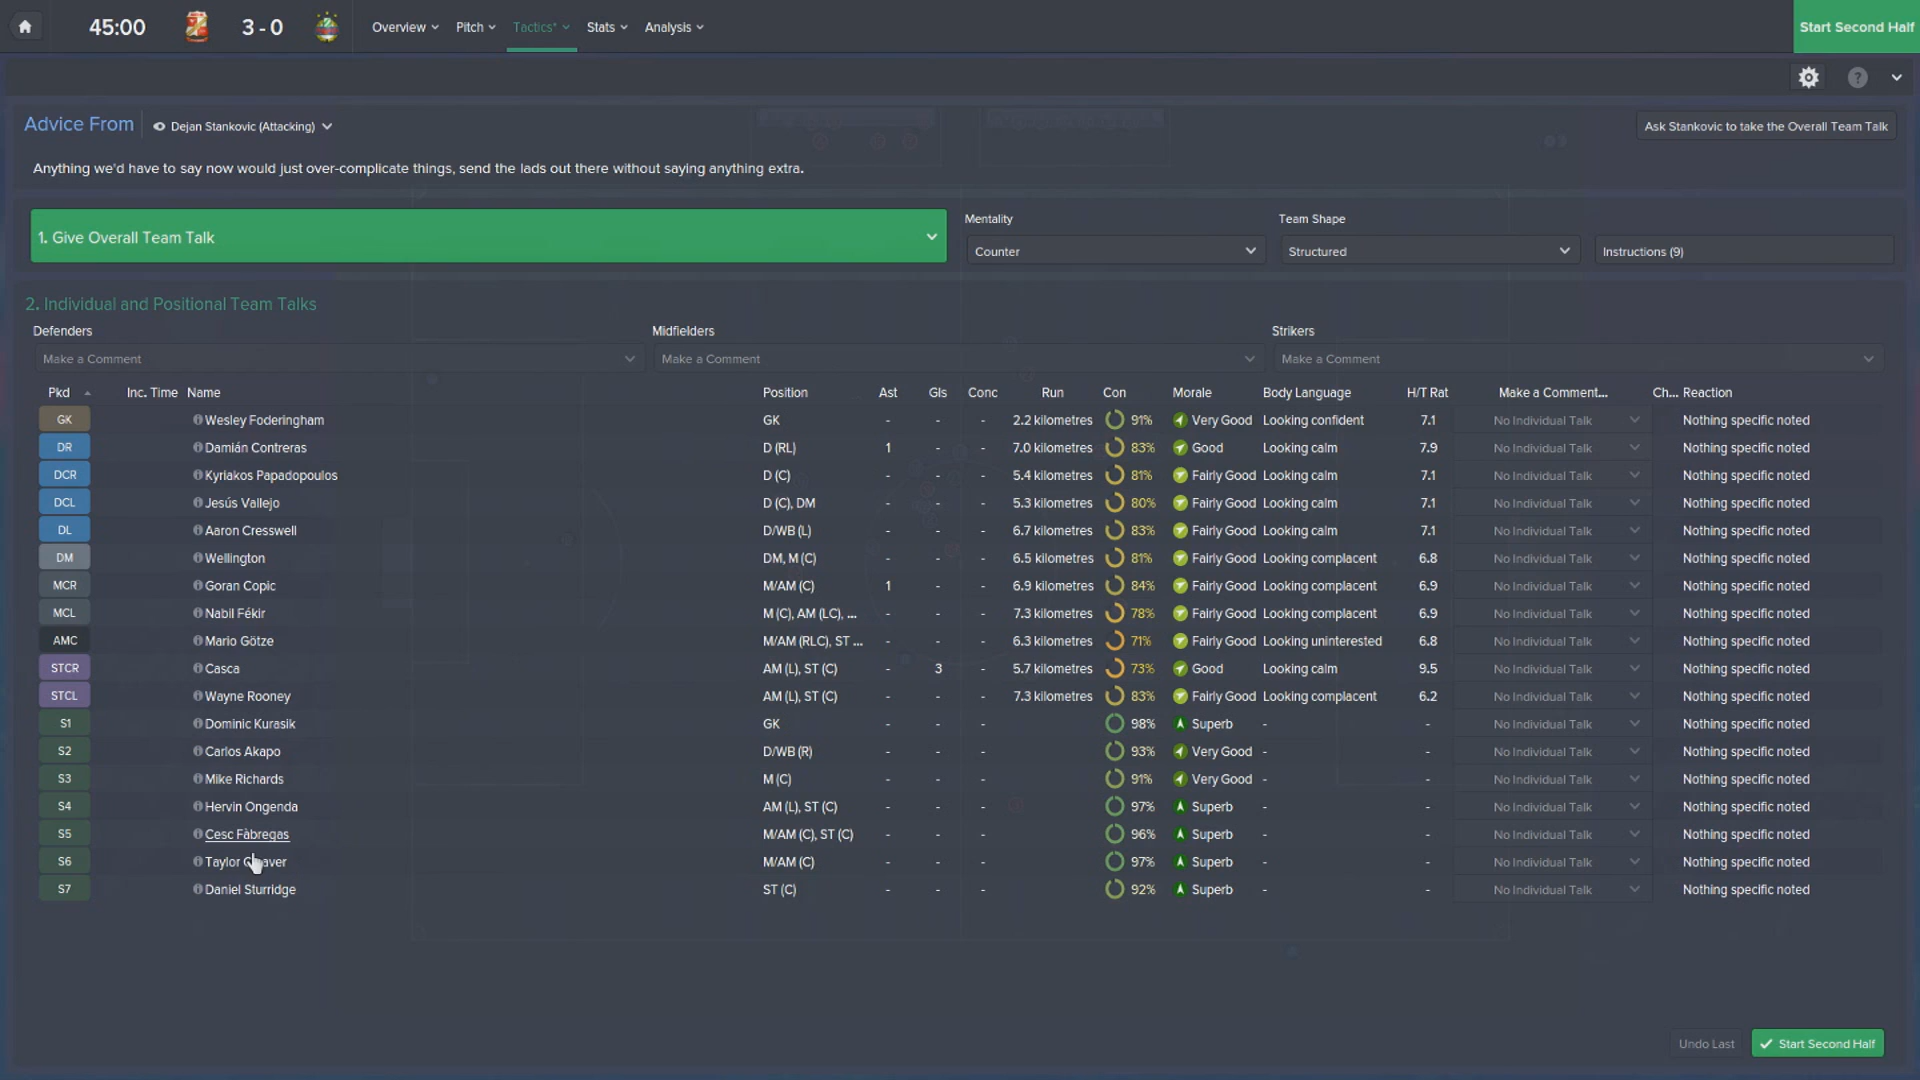 45:00 3 - 0 Overview Pitch Tactics* Stats Analysis Start Second Half
?
Advice From Dejan Stankovic (Attacking) Ask Stankovic to take the Overall Team Talk
Anything we'd have to say now would just over-complicate things, send the lads out there without saying anything extra.
Mentality Team Shape
1. Give Overall Team Talk Counter Structured Instructions (9)
2. Individual and Positional Team Talks
Defenders Midfielders Strikers
Make a Comment Make a Comment Make a Comment
Pkd Inc. Time Name Position Ast Gls Conc Run Con Morale Body Language H/T Rat Make a Comment... Ch... Reaction
GK Wesley Foderingham GK - - - 2.2 kilometres 91% Very Good Looking confident 7.1 No Individual Talk Nothing specific noted
DR Damián Contreras D (RL) 1 - - 7.0 kilometres 83% Good Looking calm 7.9 No Individual Talk Nothing specific noted
DCR Kyriakos Papadopoulos D (C) - - - 5.4 kilometres 81% Fairly Good Looking calm 7.1 No Individual Talk Nothing specific noted
DCL Jesús Vallejo D (C), DM - - - 5.3 kilometres 80% Fairly Good Looking calm 7.1 No Individual Talk Nothing specific noted
DL Aaron Cresswell D/WB (L) - - - 6.7 kilometres 83% Fairly Good Looking calm 7.1 No Individual Talk Nothing specific noted
DM Wellington DM, M (C) - - - 6.5 kilometres 81% Fairly Good Looking complacent 6.8 No Individual Talk Nothing specific noted
MCR Goran Copic M/AM (C) 1 - - 6.9 kilometres 84% Fairly Good Looking complacent 6.9 No Individual Talk Nothing specific noted
MCL Nabil Fékir M (C), AM (LC), ... - - - 7.3 kilometres 78% Fairly Good Looking complacent 6.9 No Individual Talk Nothing specific noted
AMC Mario Götze M/AM (RLC), ST ... - - - 6.3 kilometres 71% Fairly Good Looking uninterested 6.8 No Individual Talk Nothing specific noted
STCR Casca AM (L), ST (C) - 3 - 5.7 kilometres 73% Good Looking calm 9.5 No Individual Talk Nothing specific noted
STCL Wayne Rooney AM (L), ST (C) - - - 7.3 kilometres 83% Fairly Good Looking complacent 6.2 No Individual Talk Nothing specific noted
S1 Dominic Kurasik GK - - - 98% Superb - - No Individual Talk Nothing specific noted
S2 Carlos Akapo D/WB (R) - - - 93% Very Good - - No Individual Talk Nothing specific noted
S3 Mike Richards M (C) - - - 91% Very Good - - No Individual Talk Nothing specific noted
S4 Hervin Ongenda AM (L), ST (C) - - - 97% Superb - - No Individual Talk Nothing specific noted
S5 Cesc Fàbregas M/AM (C), ST (C) - - - 96% Superb - - No Individual Talk Nothing specific noted
S6 Taylor M/AM (C) - - - 97% Superb - - No Individual Talk Nothing specific noted
S7 Daniel Sturridge ST (C) - - - 92% Superb - - No Individual Talk Nothing specific noted
Undo Last Start Second Half